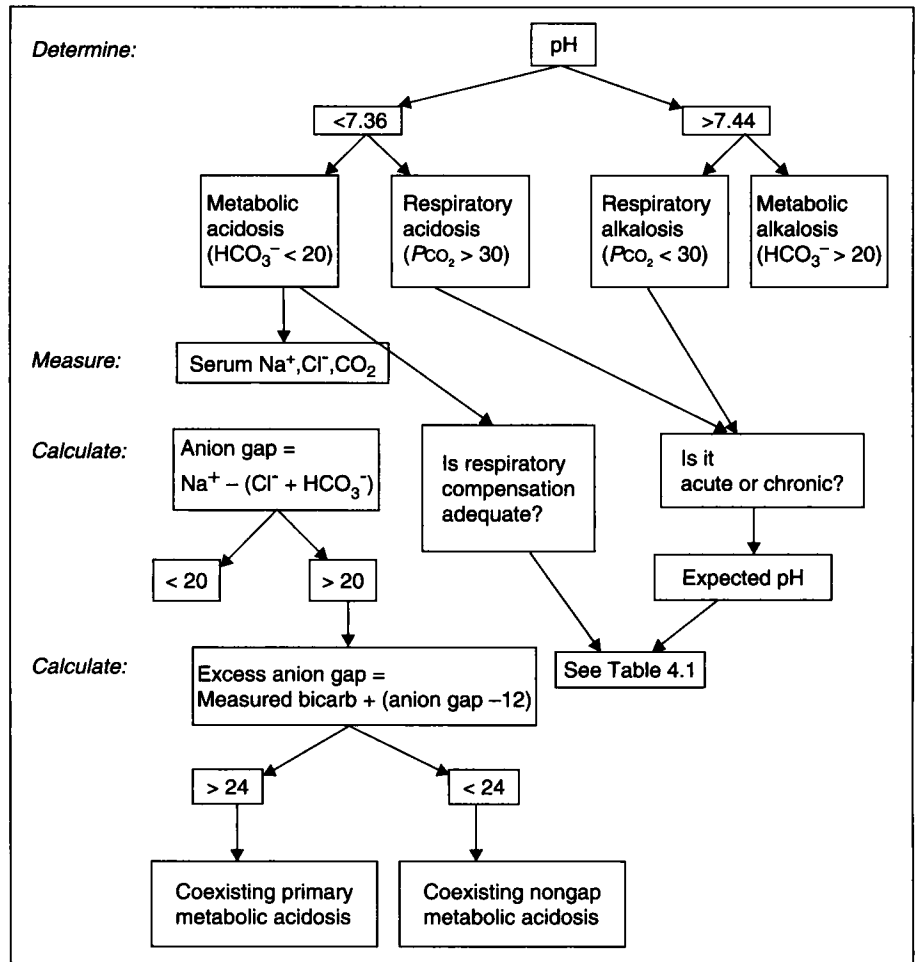 Determine:
pH
<7.36
>7.44
Metabolic
acidosis
(HCO₃⁻ < 20)
Respiratory
acidosis
(Pco₂ > 30)
Respiratory
alkalosis
(Pco₂ < 30)
Metabolic
alkalosis
(HCO₃⁻ > 20)
Measure:
Serum Na⁺,Cl⁻,CO₂
Calculate:
Anion gap =
Na⁺ – (Cl⁻ + HCO₃⁻)
Is respiratory
compensation
adequate?
Is it
acute or chronic?
< 20
> 20
Expected pH
Calculate:
Excess anion gap =
Measured bicarb + (anion gap –12)
See Table 4.1
> 24
< 24
Coexisting primary
metabolic acidosis
Coexisting nongap
metabolic acidosis